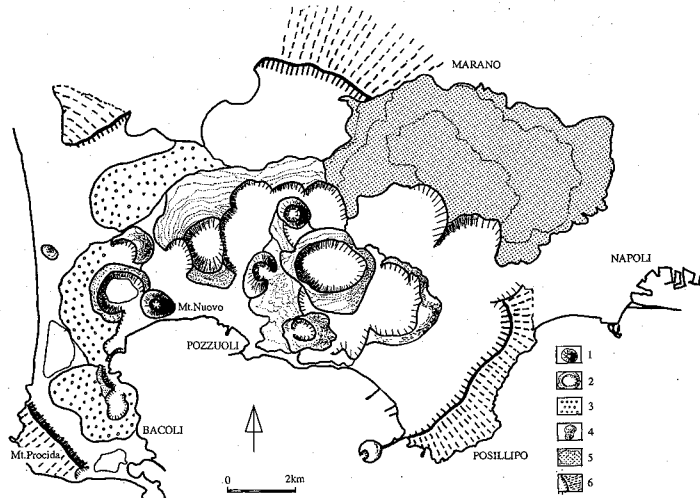 MARANO
NAPOLI
Mt.Nuovo
POZZUOLI
1
2
3
BACOLI
4
Mt.Procida
POSILLIPO
5
6
0 2km